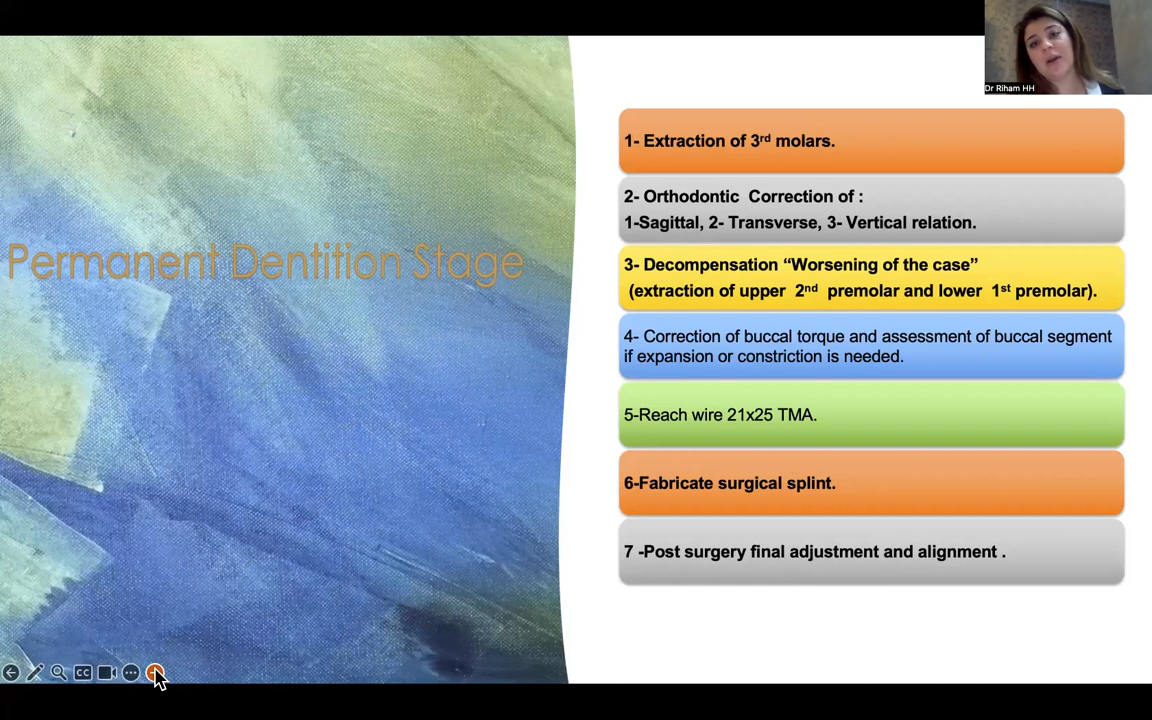 Dr Riham HH
Permanent Dentition Stage
1- Extraction of 3rd molars.
2- Orthodontic Correction of :
1-Sagittal, 2- Transverse, 3- Vertical relation.
3- Decompensation “Worsening of the case”
(extraction of upper 2nd premolar and lower 1st premolar).
4- Correction of buccal torque and assessment of buccal segment
if expansion or constriction is needed.
5-Reach wire 21x25 TMA.
6-Fabricate surgical splint.
7 -Post surgery final adjustment and alignment .
CC